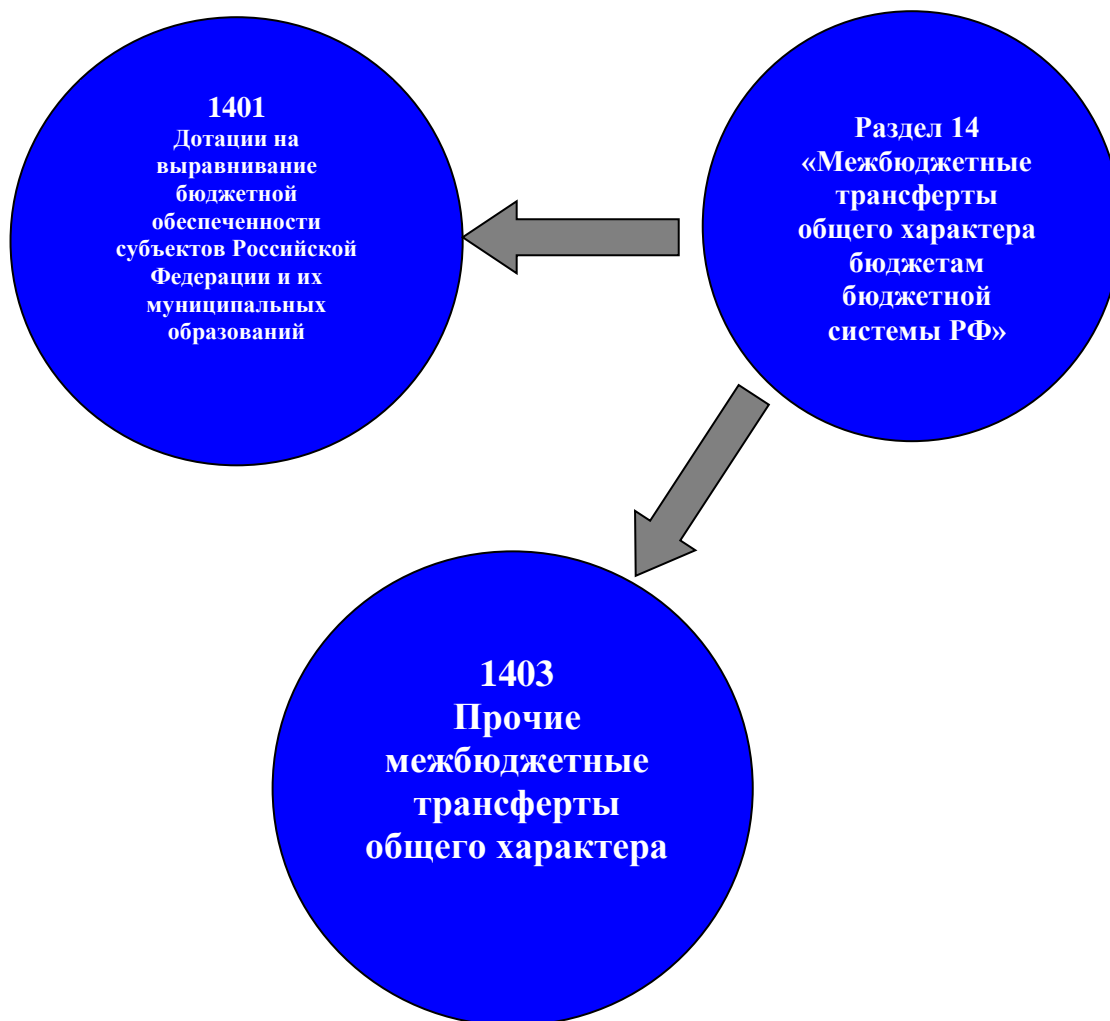 1401
Дотации на
выравнивание
бюджетной
обеспеченности
субъектов Российской
Федерации и их
муниципальных
образований
Раздел 14
«Межбюджетные
трансферты
общего характера
бюджетам
бюджетной
системы РФ»
1403
Прочие
межбюджетные
трансферты
общего характера